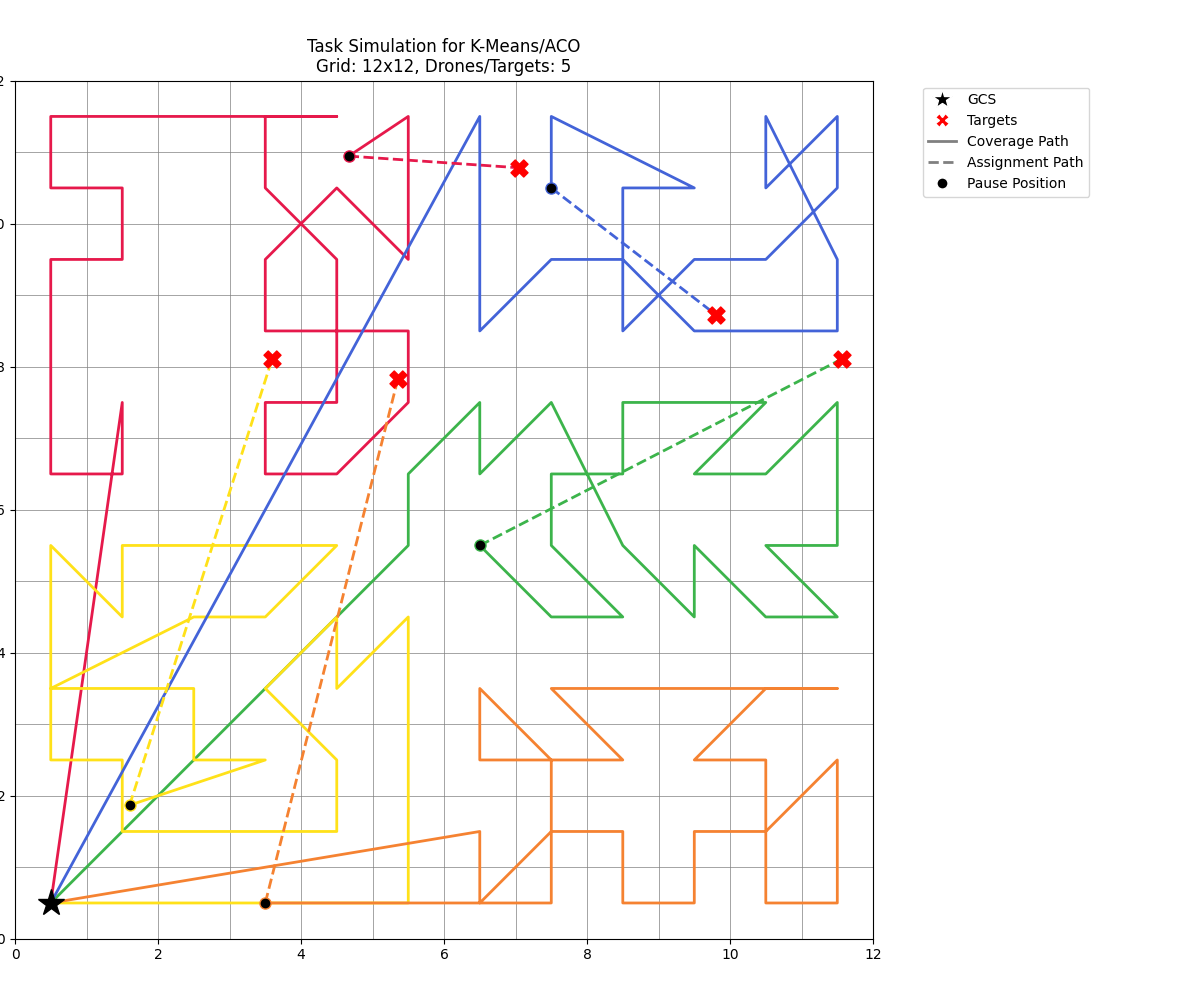 Task Simulation for K-Means/ACO
Grid: 12x12, Drones/Targets: 5
GCS
Targets
Coverage Path
Assignment Path
Pause Position
2
0
8
6
4
2
0
0 2 4 6 8 10 12